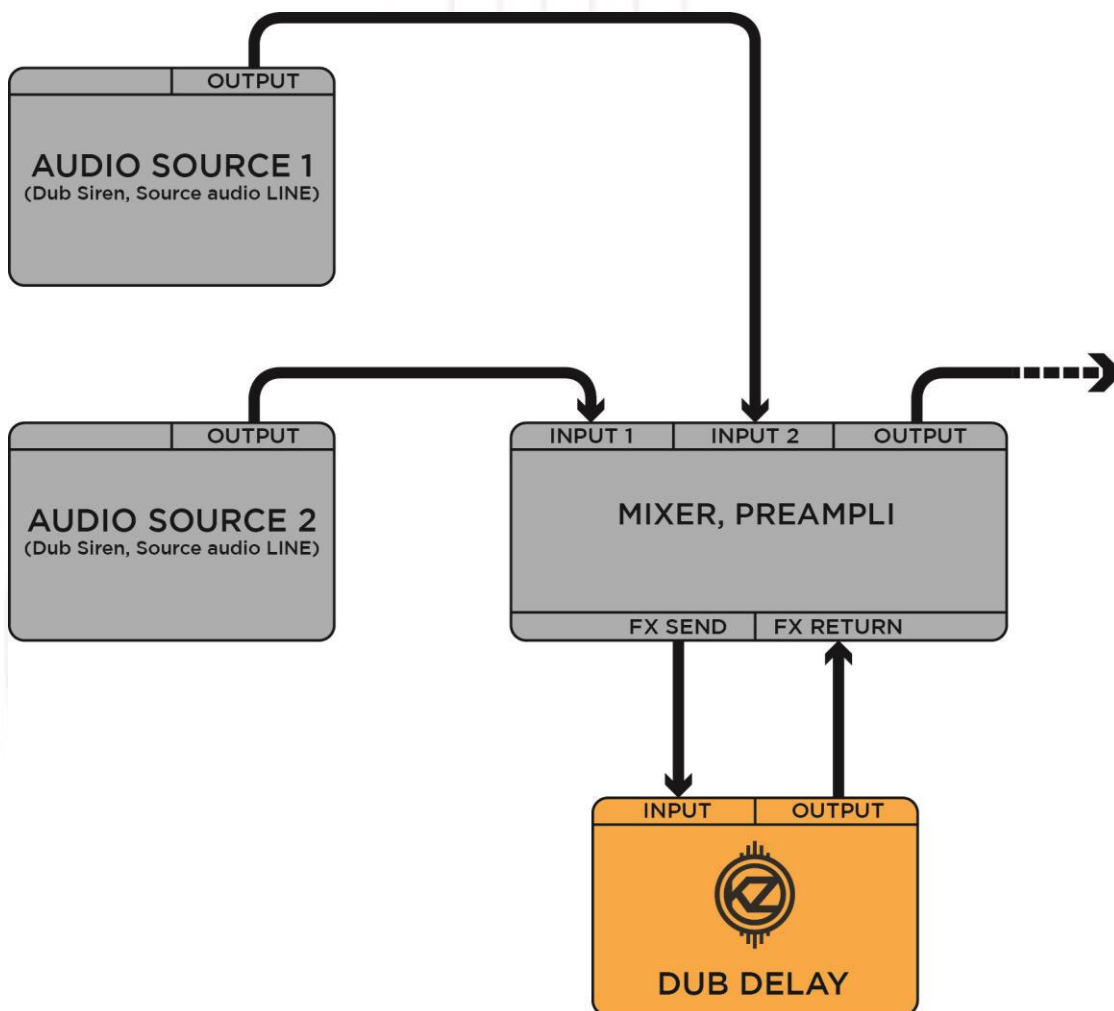 OUTPUT
AUDIO SOURCE 1
(Dub Siren, Source audio LINE)
OUTPUT
AUDIO SOURCE 2
(Dub Siren, Source audio LINE)
INPUT 1
INPUT 2
OUTPUT
MIXER, PREAMPLI
FX SEND
FX RETURN
INPUT
OUTPUT
KZ
DUB DELAY